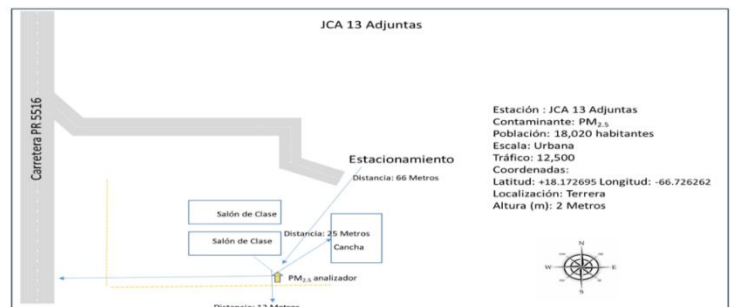 JCA 13 Adjuntas
Carretera PR 5516
Estación : JCA 13 Adjuntas
Contaminante: PM2.5
Población: 18,020 habitantes
Escala: Urbana
Tráfico: 12,500
Coordenadas:
Latitud: +18.172695 Longitud: -66.726262
Localización: Terrera
Altura (m): 2 Metros
Estacionamiento
Distancia: 66 Metros
Salón de Clase
Distancia: 25 Metros
Salón de Clase
Cancha
PM2.5 analizador
N
W
E
S